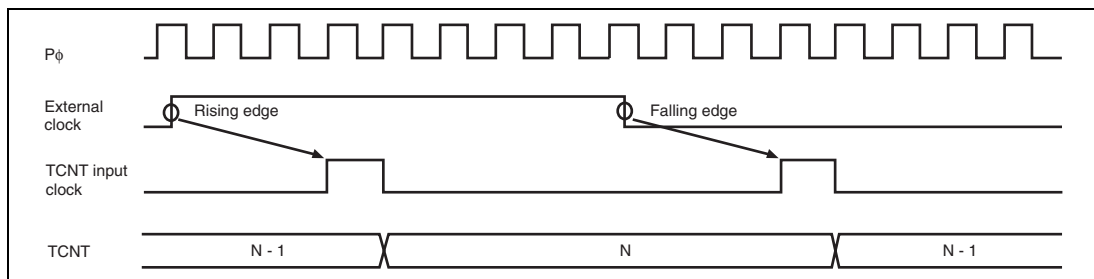 Pφ
External clock
Rising edge
Falling edge
TCNT input clock
TCNT
N - 1
N
N - 1